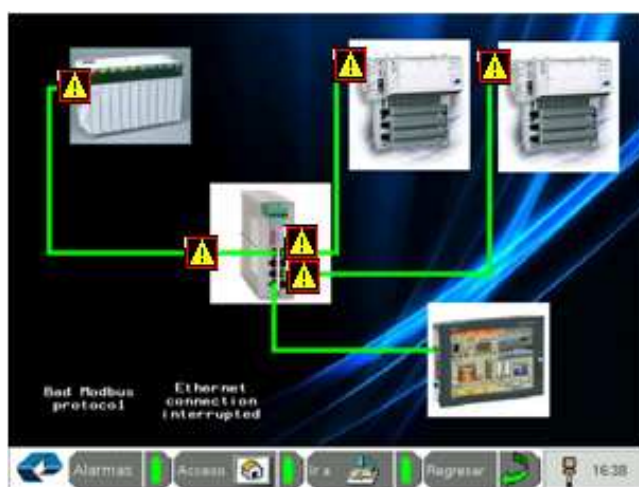 Bad Modbus
protocol
Ethernet
connection
interrupted
Alarmas Acceso Ir a Regresar 16:38